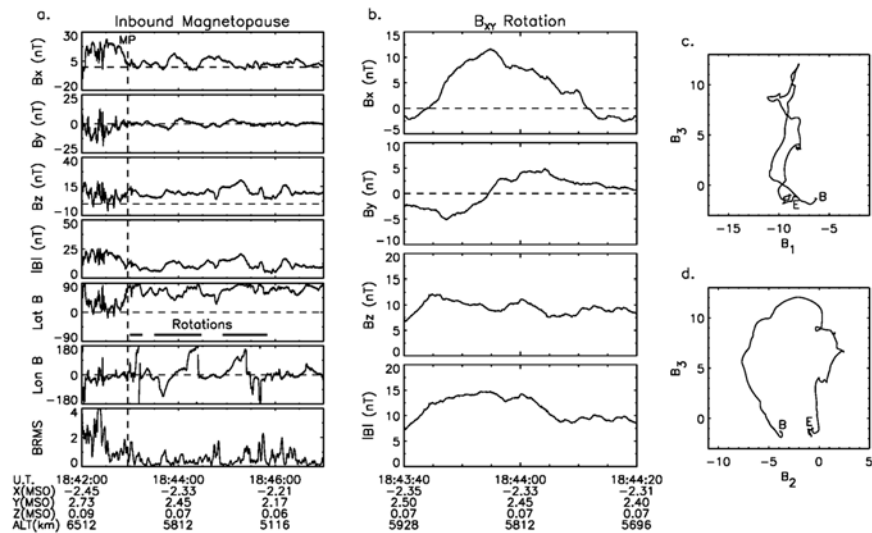 a. Inbound Magnetopause
MP
Bx (nT)
30
5
−20
By (nT)
25
0
−25
Bz (nT)
40
15
−10
|B| (nT)
50
25
0
Lat B
90
0
−90
Rotations
Lon B
180
0
−180
BRMS
4
2
0
U.T. 18:42:00 18:44:00 18:46:00
X(MSO) −2.45 −2.33 −2.21
Y(MSO) 2.73 2.45 2.17
Z(MSO) 0.09 0.07 0.06
ALT(km) 6512 5812 5116
b. BXY Rotation
Bx (nT)
15
10
5
0
−5
By (nT)
10
5
0
−5
−10
Bz (nT)
20
15
10
5
0
|B| (nT)
20
15
10
5
0
18:43:40 18:44:00 18:44:20
−2.35 −2.33 −2.31
2.50 2.45 2.40
0.07 0.07 0.07
5928 5812 5696
c.
B3
10
5
0
B
E
−15 −10 −5
B1
d.
B3
10
5
0
B
E
−10 −5 0
B2